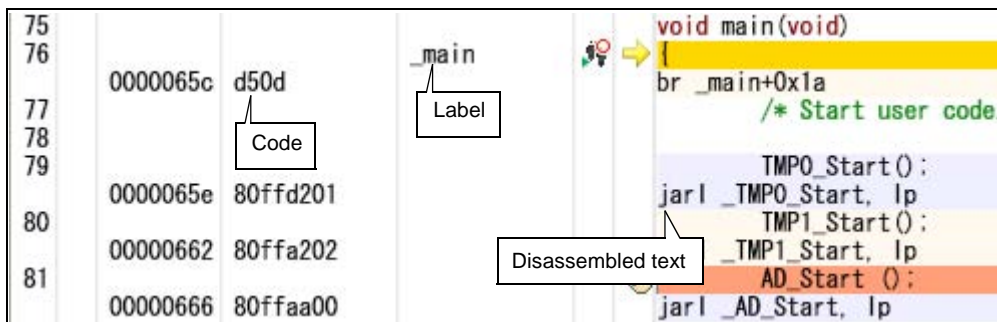 75 void main(void)
76 _main {
0000065c d50d br _main+0x1a
Code
Label
77 /* Start user code
78
79 TMP0_Start();
0000065e 80ffd201 jarl _TMP0_Start, lp
80 TMP1_Start();
00000662 80ffa202 _TMP1_Start, lp
Disassembled text
81 AD_Start ();
00000666 80ffaa00 jarl _AD_Start, lp